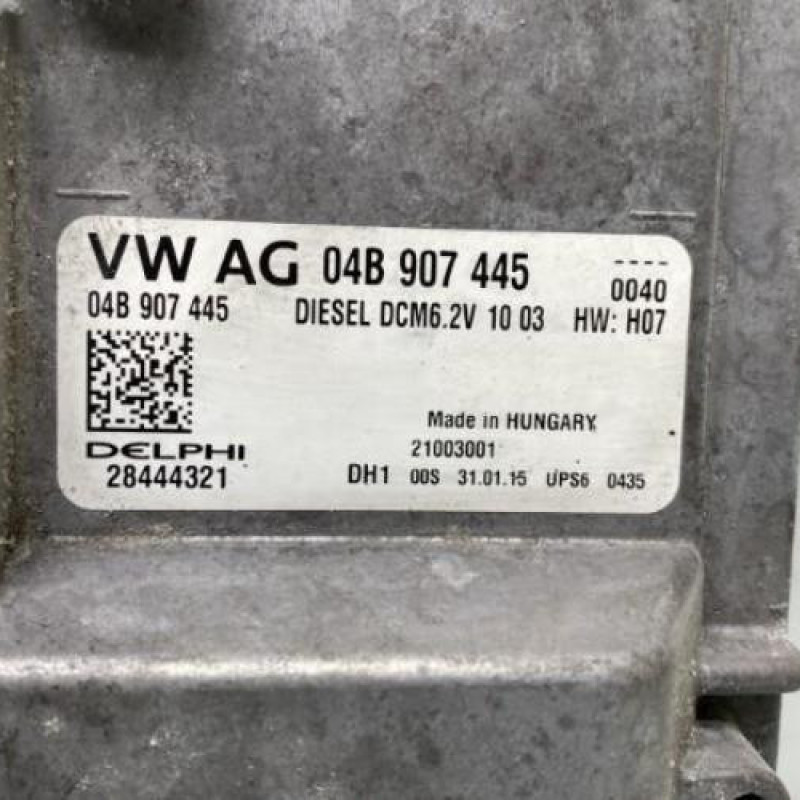 VW AG 04B 907 445 ----
0040
04B 907 445 DIESEL DCM6.2V 10 03 HW: H07
Made in HUNGARY
DELPHI 21003001
28444321 DH1 00S 31.01.15 UPS6 0435